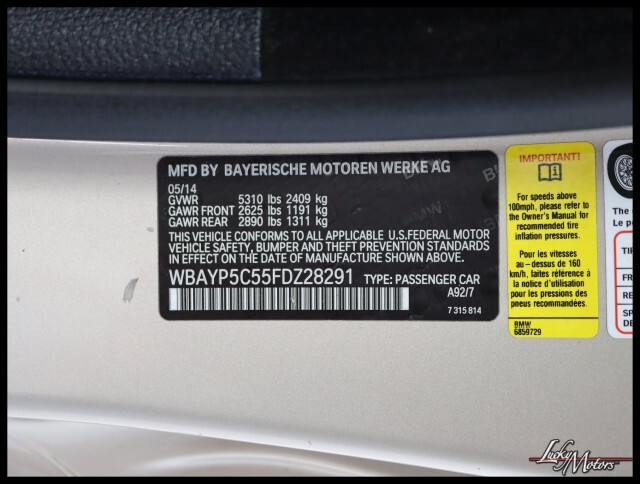 MFD BY BAYERISCHE MOTOREN WERKE AG
05/14
GVWR 5310 lbs 2409 kg
GAWR FRONT 2625 lbs 1191 kg
GAWR REAR 2890 lbs 1311 kg
THIS VEHICLE CONFORMS TO ALL APPLICABLE U.S.FEDERAL MOTOR
VEHICLE SAFETY, BUMPER AND THEFT PREVENTION STANDARDS
IN EFFECT ON THE DATE OF MANUFACTURE SHOWN ABOVE.
WBAYP5C55FDZ28291 TYPE: PASSENGER CAR
A92/7
7 315 814
IMPORTANT!
For speeds above
100mph, please refer to
the Owner's Manual for
recommended tire
inflation pressures.
Pour les vitesses
au-dessus de 160
km/h, faites référence à
la notice d'utilisation
pour les pressions des
pneus recommandées.
BMW
6859729
The
Le p
Lucky
Motors